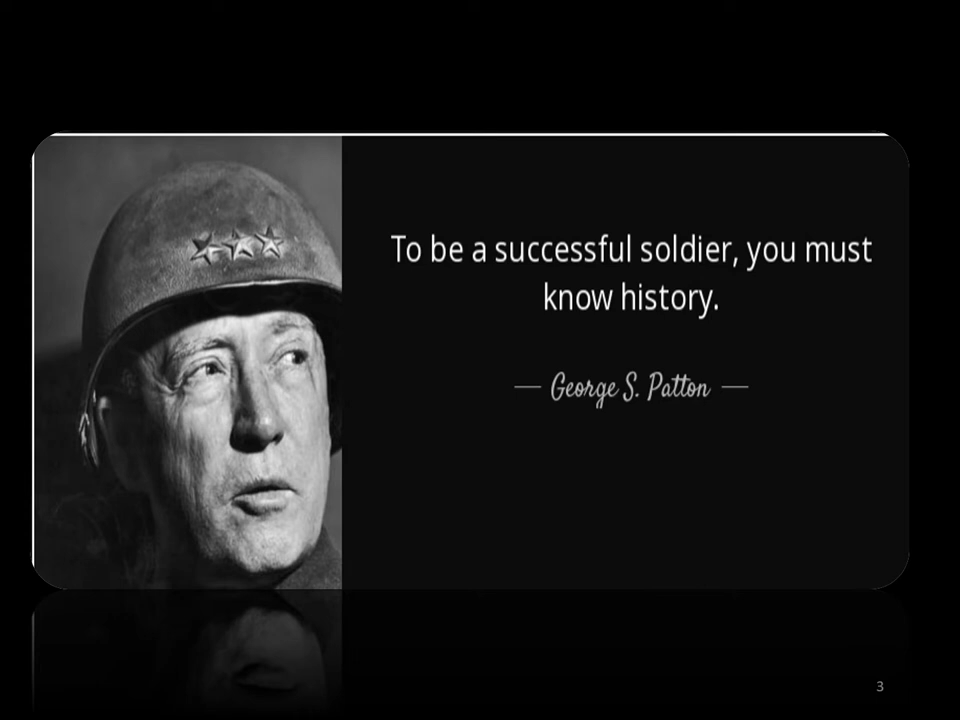 To be a successful soldier, you must
know history.
— George S. Patton —
3